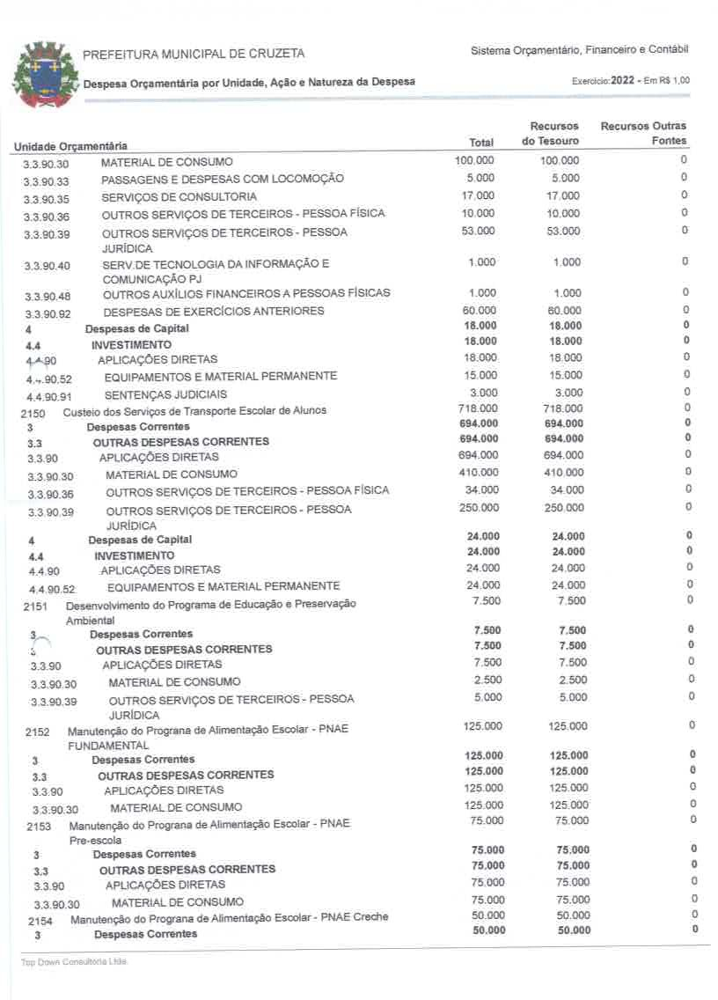 PREFEITURA MUNICIPAL DE CRUZETA
Sistema Orçamentário, Financeiro e Contábil
Despesa Orçamentária por Unidade, Ação e Natureza da Despesa
Exercício:2022 - Em R$ 1,00
Unidade Orçamentária Total Recursos do Tesouro Recursos Outras Fontes
3.3.90.30 MATERIAL DE CONSUMO 100.000 100.000 0
3.3.90.33 PASSAGENS E DESPESAS COM LOCOMOÇÃO 5.000 5.000 0
3.3.90.35 SERVIÇOS DE CONSULTORIA 17.000 17.000 0
3.3.90.36 OUTROS SERVIÇOS DE TERCEIROS - PESSOA FÍSICA 10.000 10.000 0
3.3.90.39 OUTROS SERVIÇOS DE TERCEIROS - PESSOA 53.000 53.000 0
JURÍDICA
3.3.90.40 SERV.DE TECNOLOGIA DA INFORMAÇÃO E 1.000 1.000 0
COMUNICAÇÃO PJ
3.3.90.48 OUTROS AUXÍLIOS FINANCEIROS A PESSOAS FÍSICAS 1.000 1.000 0
3.3.90.92 DESPESAS DE EXERCÍCIOS ANTERIORES 60.000 60.000 0
4 Despesas de Capital 18.000 18.000 0
4.4 INVESTIMENTO 18.000 18.000 0
4.4.90 APLICAÇÕES DIRETAS 18.000 18.000 0
4.4.90.52 EQUIPAMENTOS E MATERIAL PERMANENTE 15.000 15.000 0
4.4.90.91 SENTENÇAS JUDICIAIS 3.000 3.000 0
2150 Custeio dos Serviços de Transporte Escolar de Alunos 718.000 718.000 0
3 Despesas Correntes 694.000 694.000 0
3.3 OUTRAS DESPESAS CORRENTES 694.000 694.000 0
3.3.90 APLICAÇÕES DIRETAS 694.000 694.000 0
3.3.90.30 MATERIAL DE CONSUMO 410.000 410.000 0
3.3.90.36 OUTROS SERVIÇOS DE TERCEIROS - PESSOA FÍSICA 34.000 34.000 0
3.3.90.39 OUTROS SERVIÇOS DE TERCEIROS - PESSOA 250.000 250.000 0
JURÍDICA
4 Despesas de Capital 24.000 24.000 0
4.4 INVESTIMENTO 24.000 24.000 0
4.4.90 APLICAÇÕES DIRETAS 24.000 24.000 0
4.4.90.52 EQUIPAMENTOS E MATERIAL PERMANENTE 24.000 24.000 0
2151 Desenvolvimento do Programa de Educação e Preservação 7.500 7.500 0
Ambiental
3 Despesas Correntes 7.500 7.500 0
OUTRAS DESPESAS CORRENTES 7.500 7.500 0
3.3.90 APLICAÇÕES DIRETAS 7.500 7.500 0
3.3.90.30 MATERIAL DE CONSUMO 2.500 2.500 0
3.3.90.39 OUTROS SERVIÇOS DE TERCEIROS - PESSOA 5.000 5.000 0
JURÍDICA
2152 Manutenção do Prograna de Alimentação Escolar - PNAE 125.000 125.000 0
FUNDAMENTAL
3 Despesas Correntes 125.000 125.000 0
3.3 OUTRAS DESPESAS CORRENTES 125.000 125.000 0
3.3.90 APLICAÇÕES DIRETAS 125.000 125.000 0
3.3.90.30 MATERIAL DE CONSUMO 125.000 125.000 0
2153 Manutenção do Prograna de Alimentação Escolar - PNAE 75.000 75.000 0
Pre-escola
3 Despesas Correntes 75.000 75.000 0
3.3 OUTRAS DESPESAS CORRENTES 75.000 75.000 0
3.3.90 APLICAÇÕES DIRETAS 75.000 75.000 0
3.3.90.30 MATERIAL DE CONSUMO 75.000 75.000 0
2154 Manutenção do Prograna de Alimentação Escolar - PNAE Creche 50.000 50.000 0
3 Despesas Correntes 50.000 50.000 0
Top Down Consultoria Ltda.